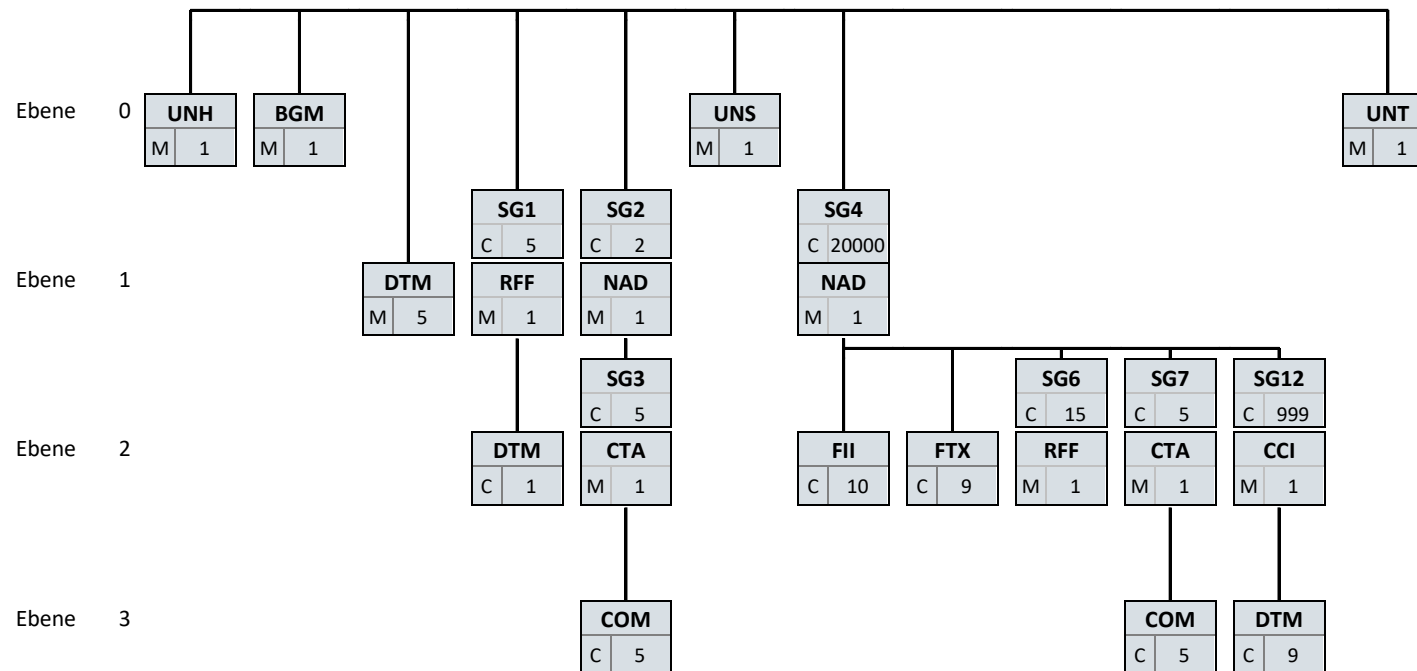 Ebene 0 UNH BGM UNS UNT
M 1 M 1 M 1 M 1
SG1 SG2 SG4
C 5 C 2 C 20000
Ebene 1 DTM RFF NAD NAD
M 5 M 1 M 1 M 1
SG3 SG6 SG7 SG12
C 5 C 15 C 5 C 999
Ebene 2 DTM CTA FII FTX RFF CTA CCI
C 1 M 1 C 10 C 9 M 1 M 1 M 1
Ebene 3 COM COM DTM
C 5 C 5 C 9